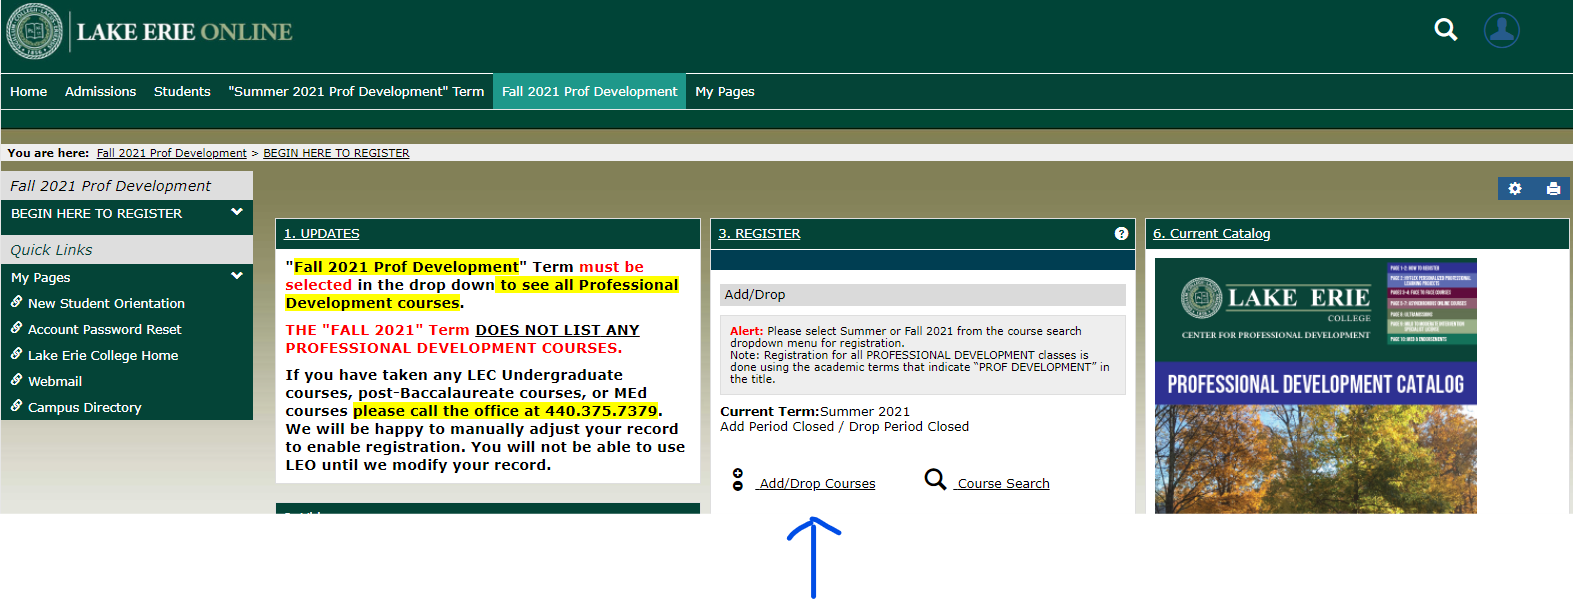 LAKE ERIE ONLINE
Home Admissions Students "Summer 2021 Prof Development" Term Fall 2021 Prof Development My Pages
You are here: Fall 2021 Prof Development > BEGIN HERE TO REGISTER
Fall 2021 Prof Development
BEGIN HERE TO REGISTER
Quick Links
My Pages
New Student Orientation
Account Password Reset
Lake Erie College Home
Webmail
Campus Directory
1. UPDATES
"Fall 2021 Prof Development" Term must be
selected in the drop down to see all Professional
Development courses.
THE "FALL 2021" Term DOES NOT LIST ANY
PROFESSIONAL DEVELOPMENT COURSES.
If you have taken any LEC Undergraduate
courses, post-Baccalaureate courses, or MEd
courses please call the office at 440.375.7379.
We will be happy to manually adjust your record
to enable registration. You will not be able to use
LEO until we modify your record.
3. REGISTER
Add/Drop
Alert: Please select Summer or Fall 2021 from the course search
dropdown menu for registration.
Note: Registration for all PROFESSIONAL DEVELOPMENT classes is
done using the academic terms that indicate “PROF DEVELOPMENT” in
the title.
Current Term:Summer 2021
Add Period Closed / Drop Period Closed
Add/Drop Courses
Course Search
6. Current Catalog
LAKE ERIE
COLLEGE
CENTER FOR PROFESSIONAL DEVELOPMENT
PAGE 1-2: HOW TO REGISTER
PROFESSIONAL DEVELOPMENT CATALOG